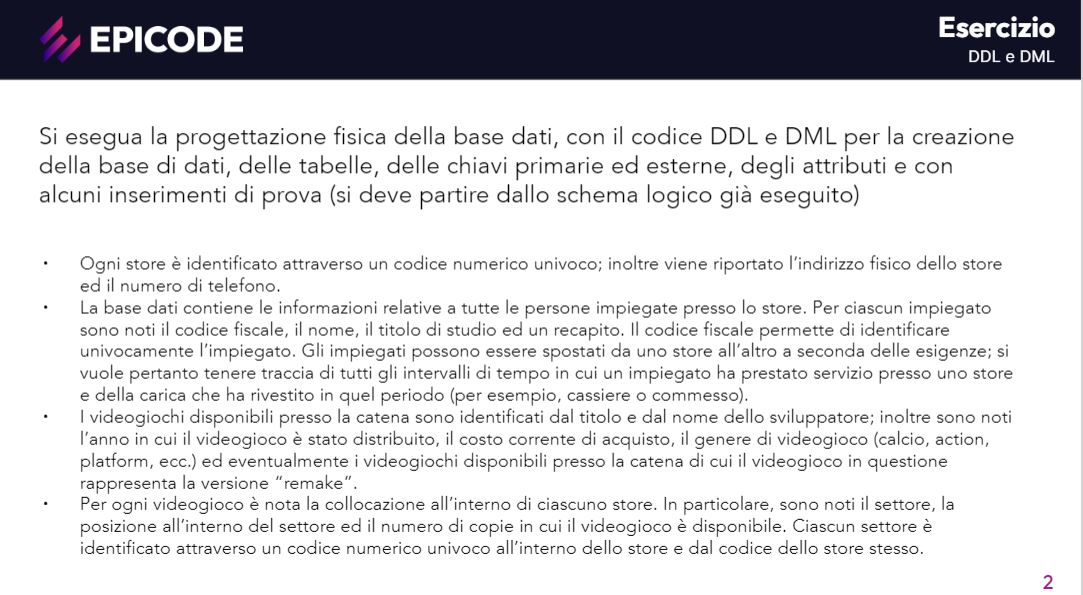 EPICODE
Esercizio
DDL e DML
Si esegua la progettazione fisica della base dati, con il codice DDL e DML per la creazione
della base di dati, delle tabelle, delle chiavi primarie ed esterne, degli attributi e con
alcuni inserimenti di prova (si deve partire dallo schema logico già eseguito)
• Ogni store è identificato attraverso un codice numerico univoco; inoltre viene riportato l’indirizzo fisico dello store
ed il numero di telefono.
• La base dati contiene le informazioni relative a tutte le persone impiegate presso lo store. Per ciascun impiegato
sono noti il codice fiscale, il nome, il titolo di studio ed un recapito. Il codice fiscale permette di identificare
univocamente l’impiegato. Gli impiegati possono essere spostati da uno store all’altro a seconda delle esigenze; si
vuole pertanto tenere traccia di tutti gli intervalli di tempo in cui un impiegato ha prestato servizio presso uno store
e della carica che ha rivestito in quel periodo (per esempio, cassiere o commesso).
• I videogiochi disponibili presso la catena sono identificati dal titolo e dal nome dello sviluppatore; inoltre sono noti
l’anno in cui il videogioco è stato distribuito, il costo corrente di acquisto, il genere di videogioco (calcio, action,
platform, ecc.) ed eventualmente i videogiochi disponibili presso la catena di cui il videogioco in questione
rappresenta la versione “remake”.
• Per ogni videogioco è nota la collocazione all’interno di ciascuno store. In particolare, sono noti il settore, la
posizione all’interno del settore ed il numero di copie in cui il videogioco è disponibile. Ciascun settore è
identificato attraverso un codice numerico univoco all’interno dello store e dal codice dello store stesso.
2